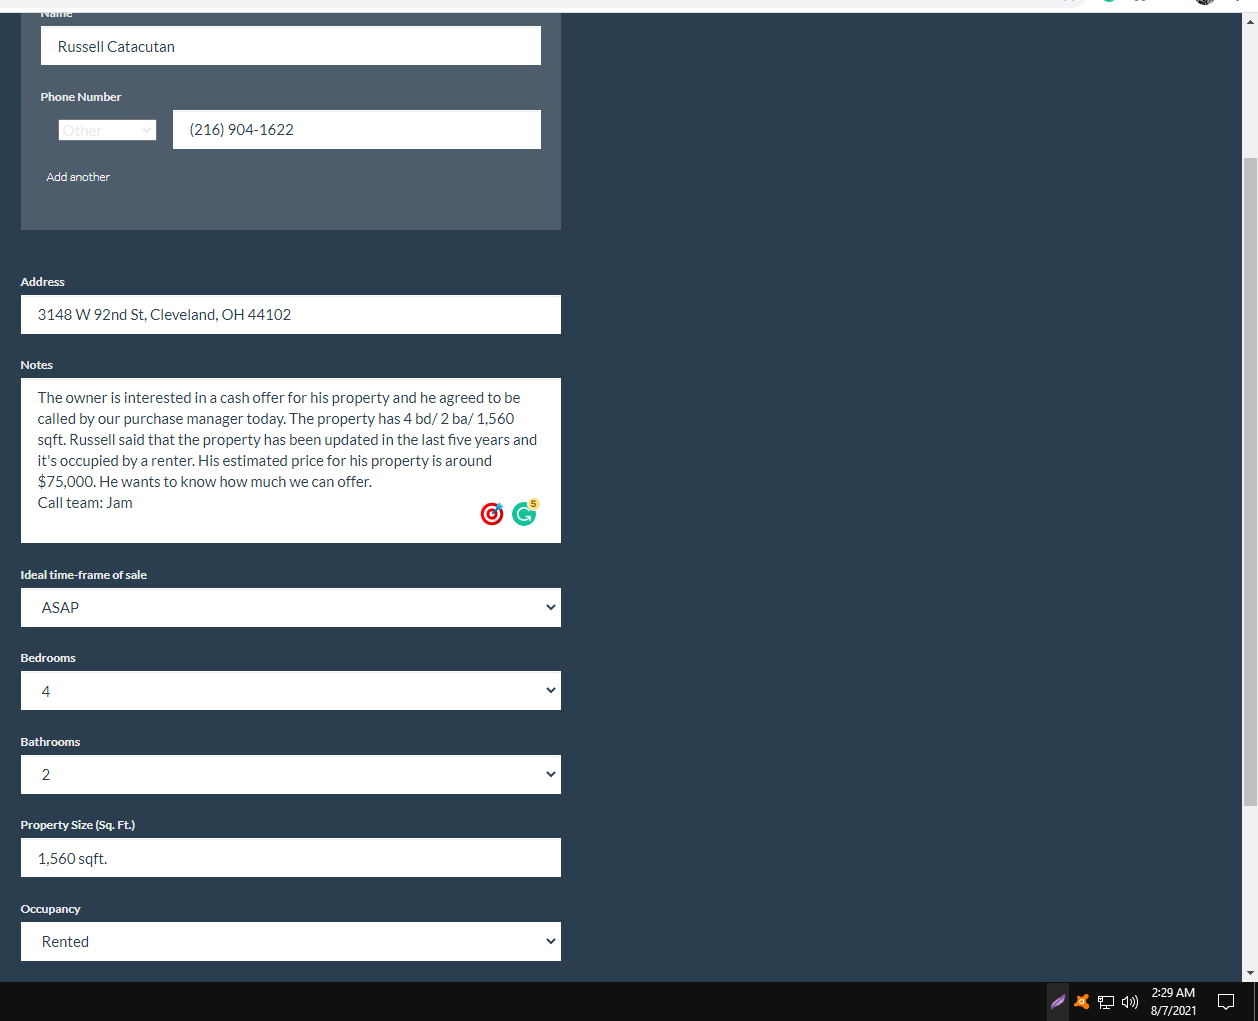 Name
Russell Catacutan
Phone Number
Other
(216) 904-1622
Add another
Address
3148 W 92nd St, Cleveland, OH 44102
Notes
The owner is interested in a cash offer for his property and he agreed to be
called by our purchase manager today. The property has 4 bd/ 2 ba/ 1,560
sqft. Russell said that the property has been updated in the last five years and
it's occupied by a renter. His estimated price for his property is around
$75,000. He wants to know how much we can offer.
Call team: Jam
5
Ideal time-frame of sale
ASAP
Bedrooms
4
Bathrooms
2
Property Size (Sq. Ft.)
1,560 sqft.
Occupancy
Rented
2:29 AM
8/7/2021